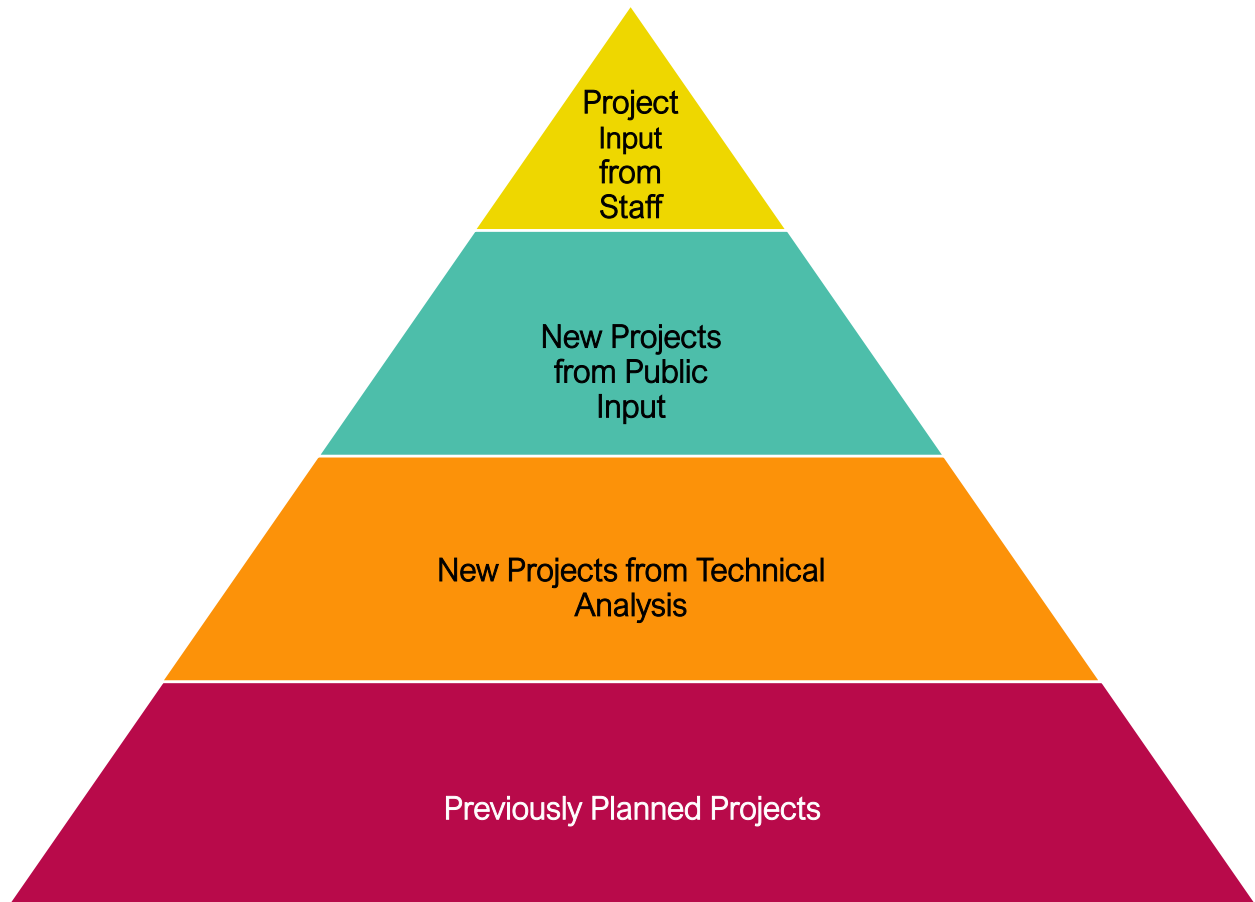 Project
Input
from
Staff
New Projects
from Public
Input
New Projects from Technical
Analysis
Previously Planned Projects